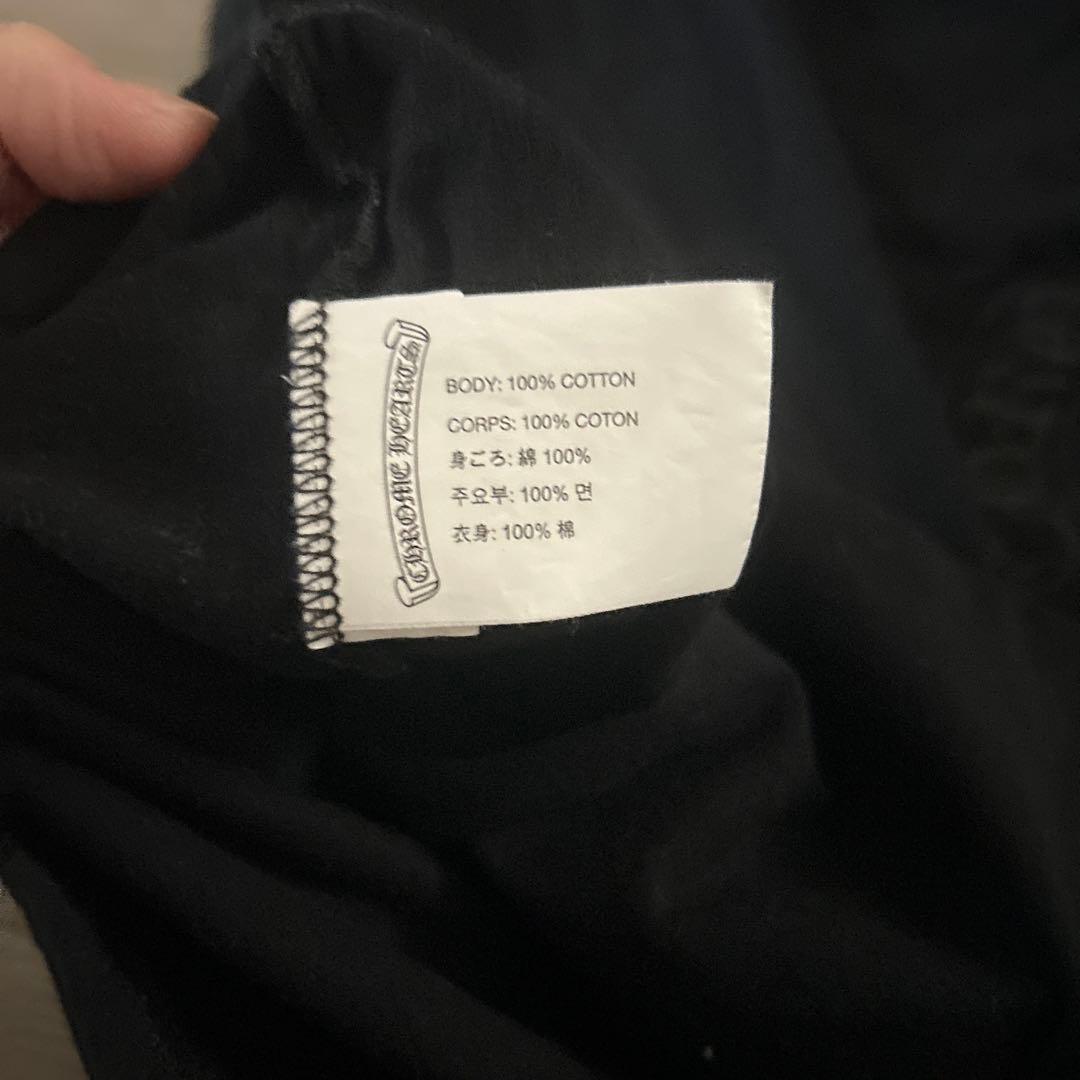 CHROME HEARTS
BODY: 100% COTTON
CORPS: 100% COTON
身ごろ: 綿 100%
주요부: 100% 면
衣身: 100% 棉